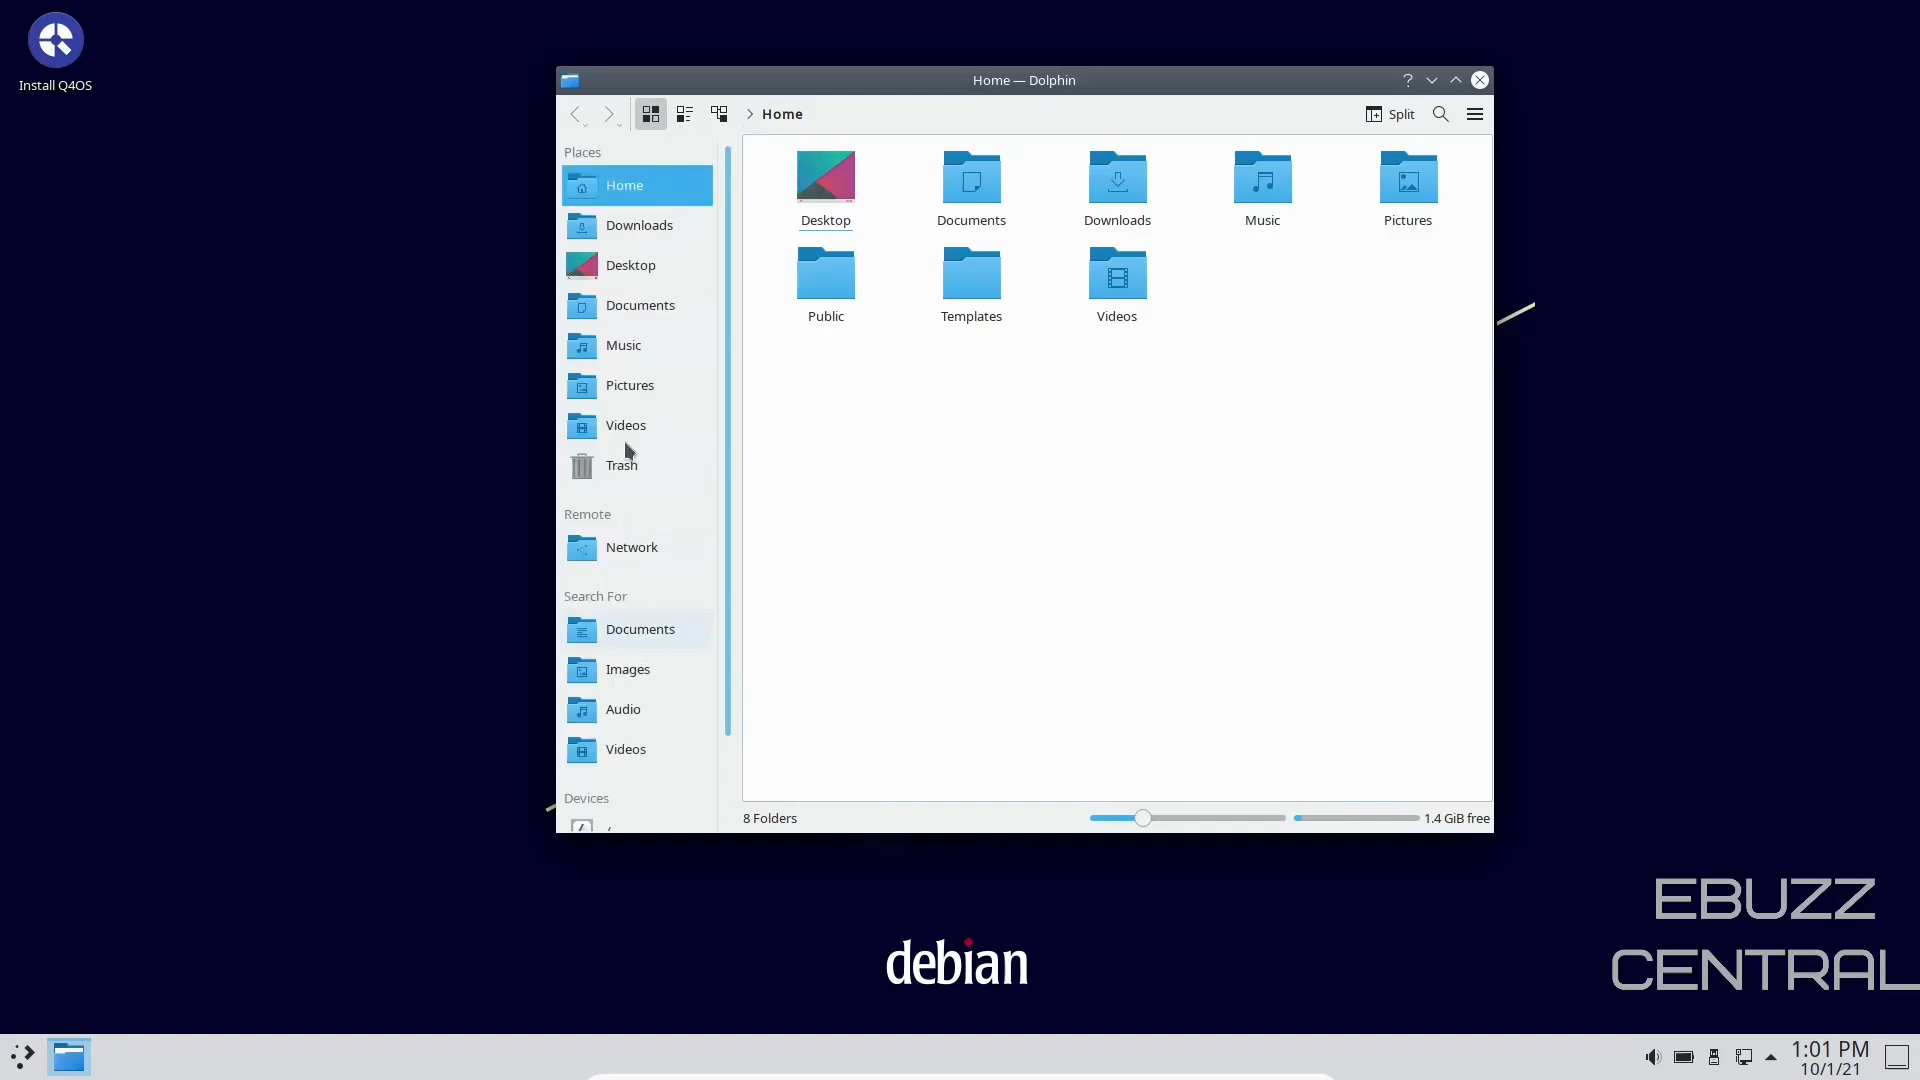 Install Q4OS
Home — Dolphin
Home
Split
Places
Home
Downloads
Desktop
Documents
Music
Pictures
Videos
Trash
Remote
Network
Search For
Documents
Images
Audio
Videos
Devices
Desktop
Documents
Downloads
Music
Pictures
Public
Templates
Videos
8 Folders
1.4 GiB free
debian
EBUZZ
CENTRAL
1:01 PM
10/1/21